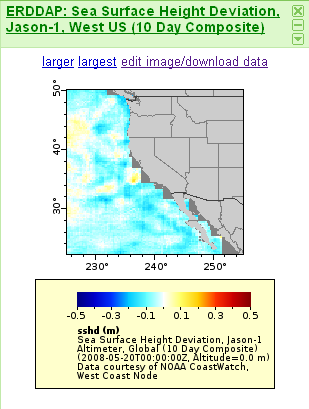 ERDDAP: Sea Surface Height Deviation,
Jason-1, West US (10 Day Composite)
larger largest edit image/download data
50°
40°
30°
230° 240° 250°
-0.5 -0.3 -0.1 0.1 0.3 0.5
sshd (m)
Sea Surface Height Deviation, Jason-1
Altimeter, Global (10 Day Composite)
(2008-05-20T00:00:00Z, Altitude=0.0 m)
Data courtesy of NOAA CoastWatch,
West Coast Node